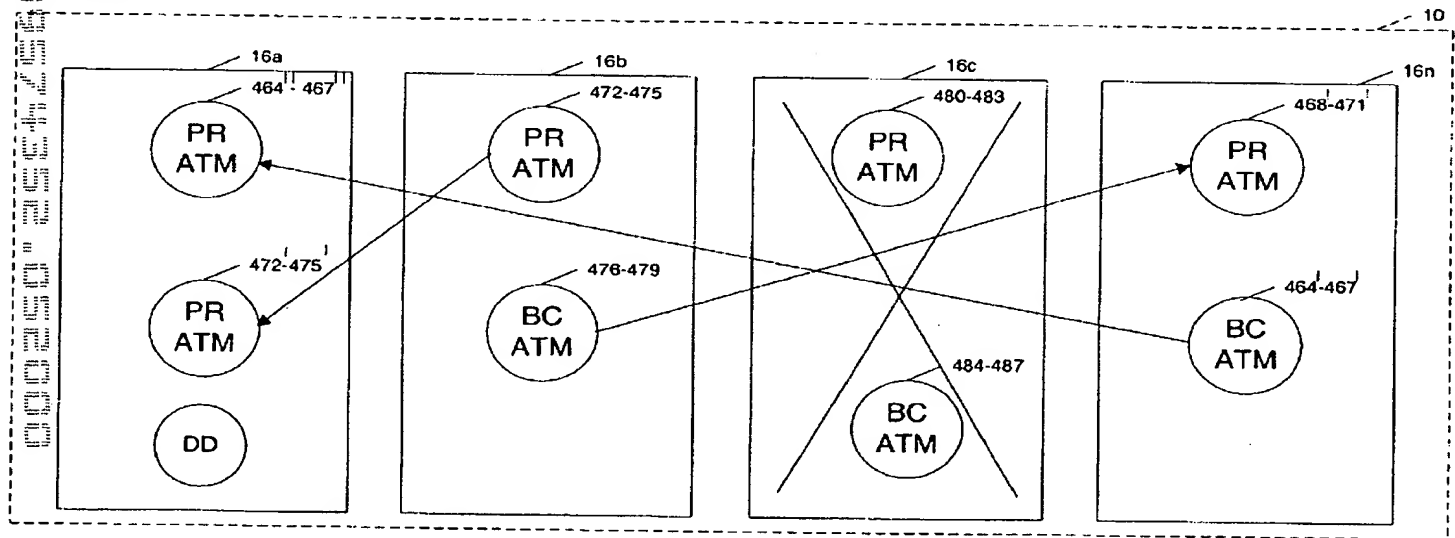 10
16a
16b
16c
16n
464''-467''
472-475
480-483
468'-471'
PR
ATM
PR
ATM
PR
ATM
PR
ATM
472'-475'
476-479
464'-467'
PR
ATM
BC
ATM
BC
ATM
484-487
BC
ATM
DD